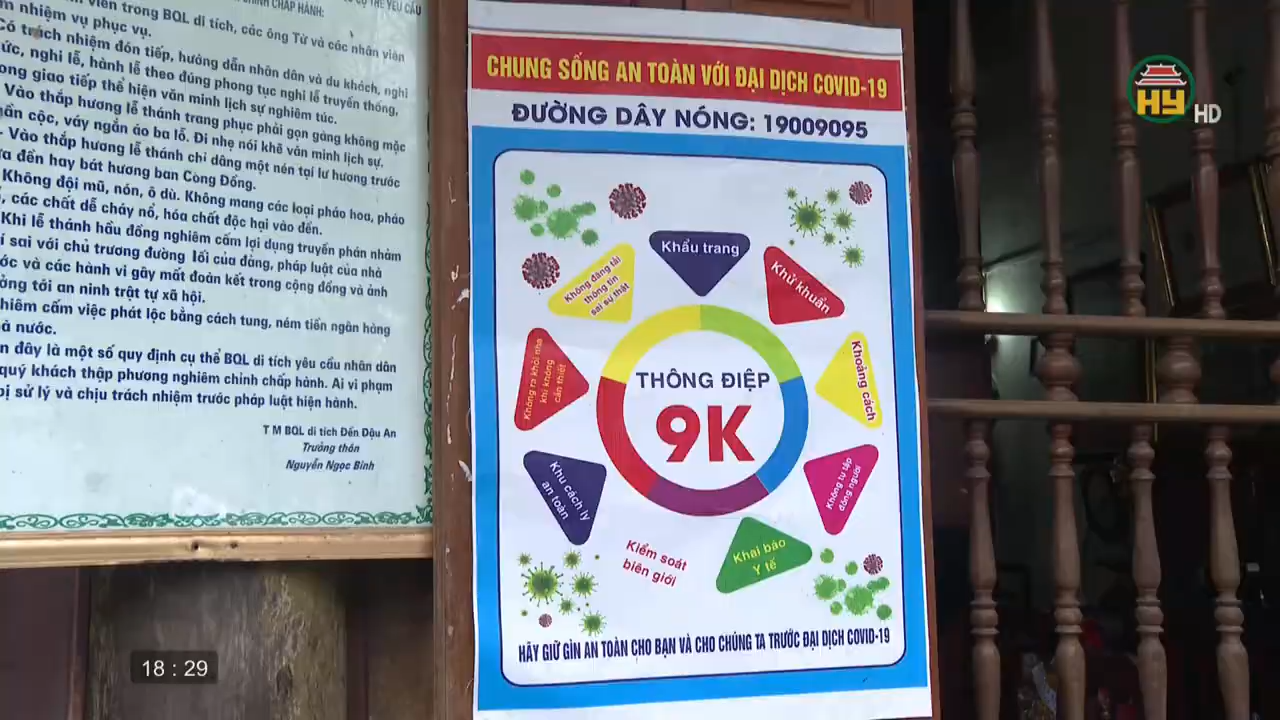 viên trong BQL di tích, các ông Từ và các nhân viên
nhiệm vụ phục vụ.
Có trách nhiệm đón tiếp, hướng dẫn nhân dân và du khách, nghi
ức, nghi lễ, hành lễ theo đúng phong tục nghi lễ truyền thống,
ong giao tiếp thể hiện văn minh lịch sự nghiêm túc.
Vào thắp hương lễ thánh trang phục phải gọn gàng không mặc
uần cộc, váy ngắn áo ba lỗ. Đi nhẹ nói khẽ văn minh lịch sự.
- Vào thắp hương lễ thánh chỉ dâng một nén tại lư hương trước
ửa đền hay bát hương ban Công Đồng.
Không đội mũ, nón, ô dù. Không mang các loại pháo hoa, pháo
, các chất dễ cháy nổ, hóa chất độc hại vào đền.
Khi lễ thánh hầu đồng nghiêm cấm lợi dụng truyền phán nhảm
í sai với chủ trương đường lối của đảng, pháp luật của nhà
ớc và các hành vi gây mất đoàn kết trong cộng đồng và ảnh
ởng tới an ninh trật tự xã hội.
ghiêm cấm việc phát lộc bằng cách tung, ném tiền ngân hàng
à nước.
n đây là một số quy định cụ thể BQL di tích yêu cầu nhân dân
quý khách thập phương nghiêm chỉnh chấp hành. Ai vi phạm
bị sử lý và chịu trách nhiệm trước pháp luật hiện hành.
T M BQL di tích Đền Đậu An
Trưởng thôn
Nguyễn Ngọc Bình
CHUNG SỐNG AN TOÀN VỚI ĐẠI DỊCH COVID-19
ĐƯỜNG DÂY NÓNG: 19009095
Khẩu trang
Khử khuẩn
Không đăng tải
thông tin
sai sự thật
Khoảng cách
Không ra khỏi nhà
khi không
cần thiết
THÔNG ĐIỆP
9K
Không tụ tập
đông người
Khu cách ly
an toàn
Khai báo
Y tế
Kiểm soát
biên giới
HÃY GIỮ GÌN AN TOÀN CHO BẠN VÀ CHO CHÚNG TA TRƯỚC ĐẠI DỊCH COVID-19
HY HD
18 : 29